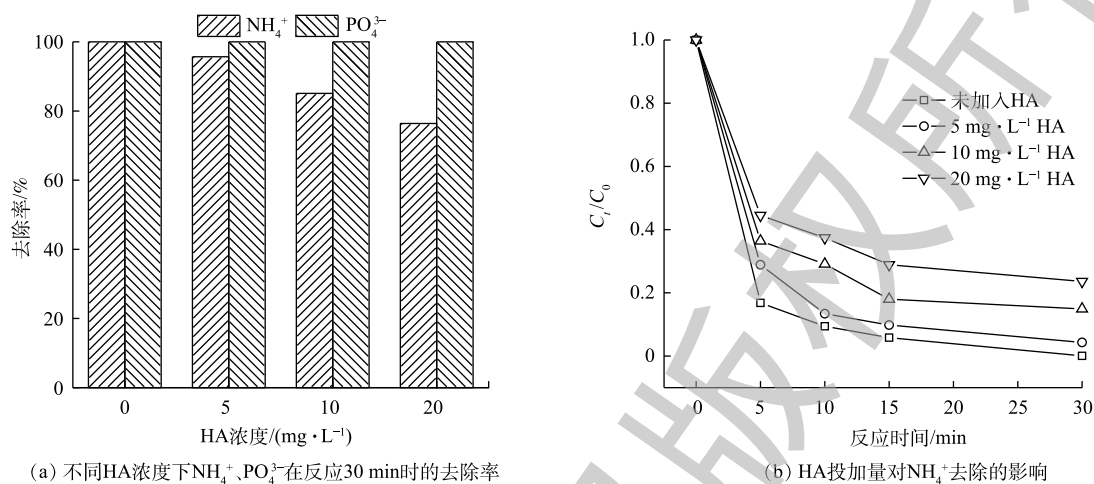 NH₄⁺ PO₄³⁻
100
80
60
40
20
0
去除率/%
0 5 10 20
HA浓度/(mg·L⁻¹)
(a) 不同HA浓度下NH₄⁺、PO₄³⁻在反应30 min时的去除率
1.0
0.8
0.6
0.4
0.2
0
Cₜ/C₀
未加入HA
5 mg·L⁻¹ HA
10 mg·L⁻¹ HA
20 mg·L⁻¹ HA
0 5 10 15 20 25 30
反应时间/min
(b) HA投加量对NH₄⁺去除的影响
版权所